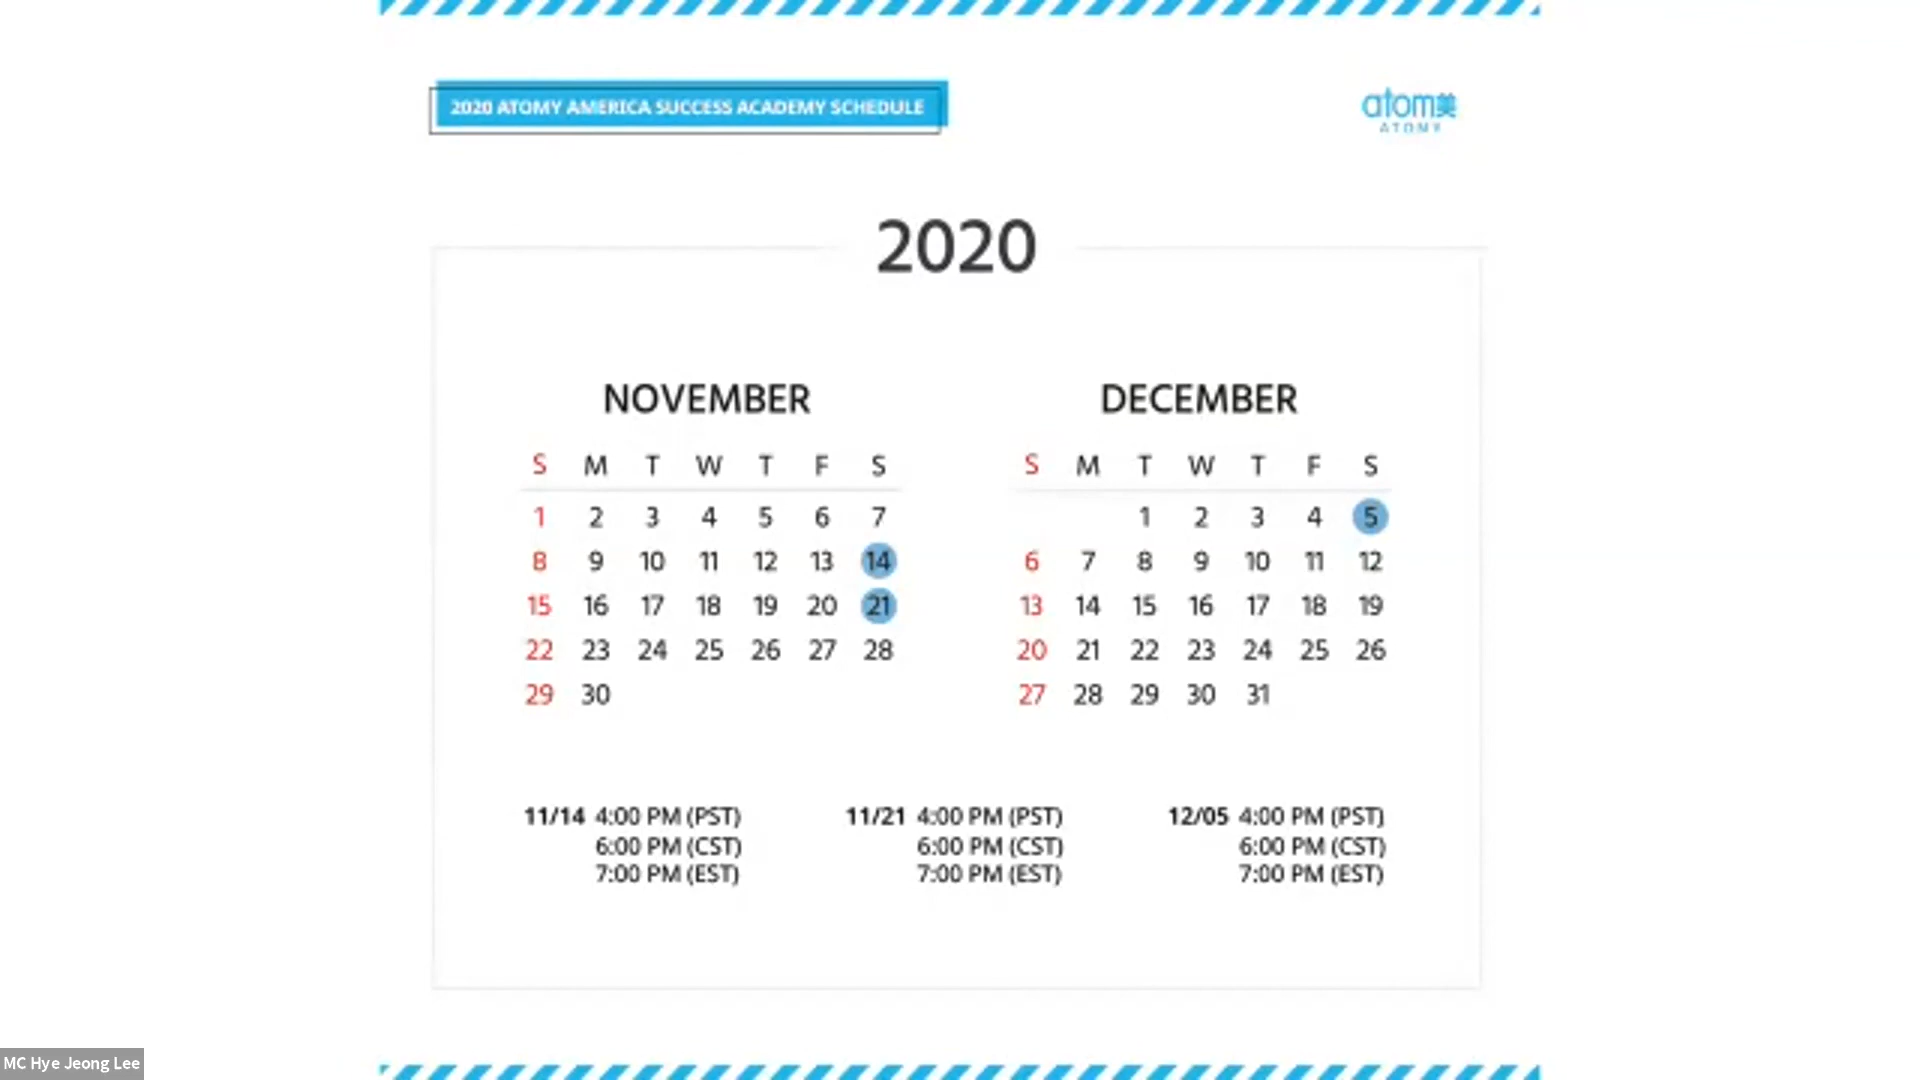 2020 ATOMY AMERICA SUCCESS ACADEMY SCHEDULE
atom美
ATOMY
2020
NOVEMBER
S M T W T F S
1 2 3 4 5 6 7
8 9 10 11 12 13 14
15 16 17 18 19 20 21
22 23 24 25 26 27 28
29 30
DECEMBER
S M T W T F S
1 2 3 4 5
6 7 8 9 10 11 12
13 14 15 16 17 18 19
20 21 22 23 24 25 26
27 28 29 30 31
11/14 4:00 PM (PST)
6:00 PM (CST)
7:00 PM (EST)
11/21 4:00 PM (PST)
6:00 PM (CST)
7:00 PM (EST)
12/05 4:00 PM (PST)
6:00 PM (CST)
7:00 PM (EST)
MC Hye Jeong Lee